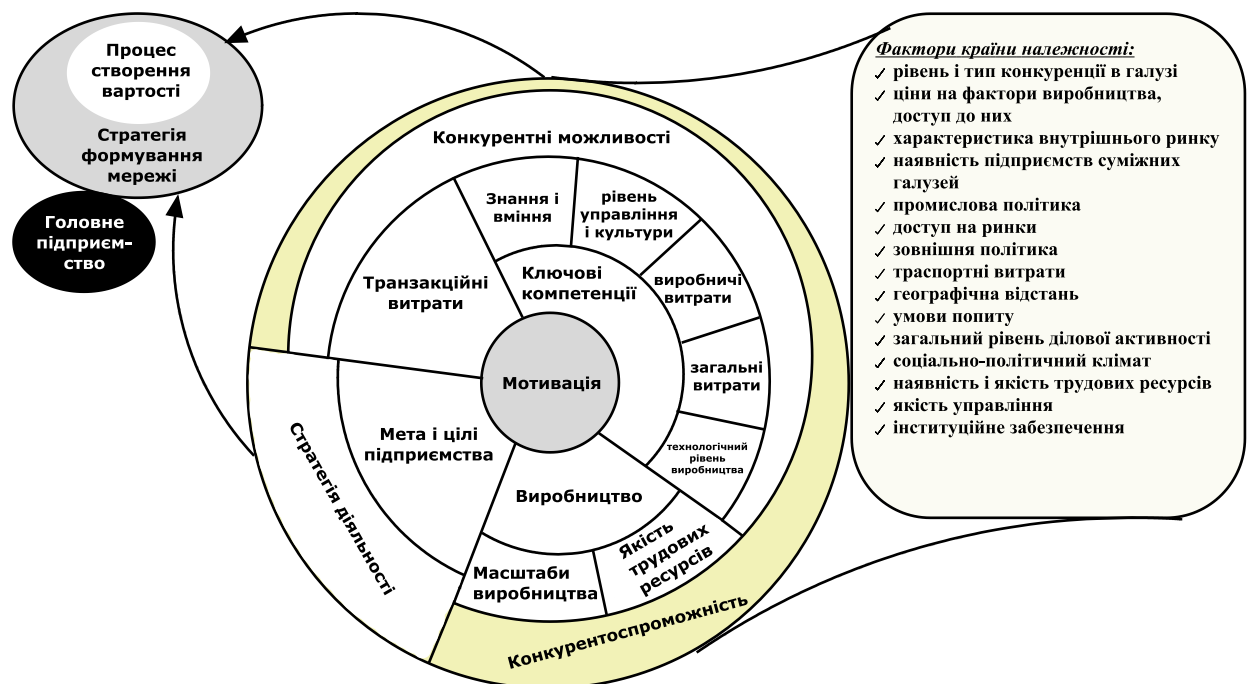 Процес
створення
вартості
Стратегія
формування
мережі
Головне
підприєм-
ство
Конкурентні можливості
Знання і
вміння
рівень
управління
і культури
Транзакційні
витрати
Ключові
компетенції
виробничі
витрати
загальні
витрати
технологічний
рівень
виробництва
Мотивація
Мета і цілі
підприємства
Стратегія діяльності
Виробництво
Масштаби
виробництва
Якість
трудових
ресурсів
Конкурентоспроможність
Фактори країни належності:
✓ рівень і тип конкуренції в галузі
✓ ціни на фактори виробництва,
доступ до них
✓ характеристика внутрішнього ринку
✓ наявність підприємств суміжних
галузей
✓ промислова політика
✓ доступ на ринки
✓ зовнішня політика
✓ траспортні витрати
✓ географічна відстань
✓ умови попиту
✓ загальний рівень ділової активності
✓ соціально-політичний клімат
✓ наявність і якість трудових ресурсів
✓ якість управління
✓ інституційне забезпечення